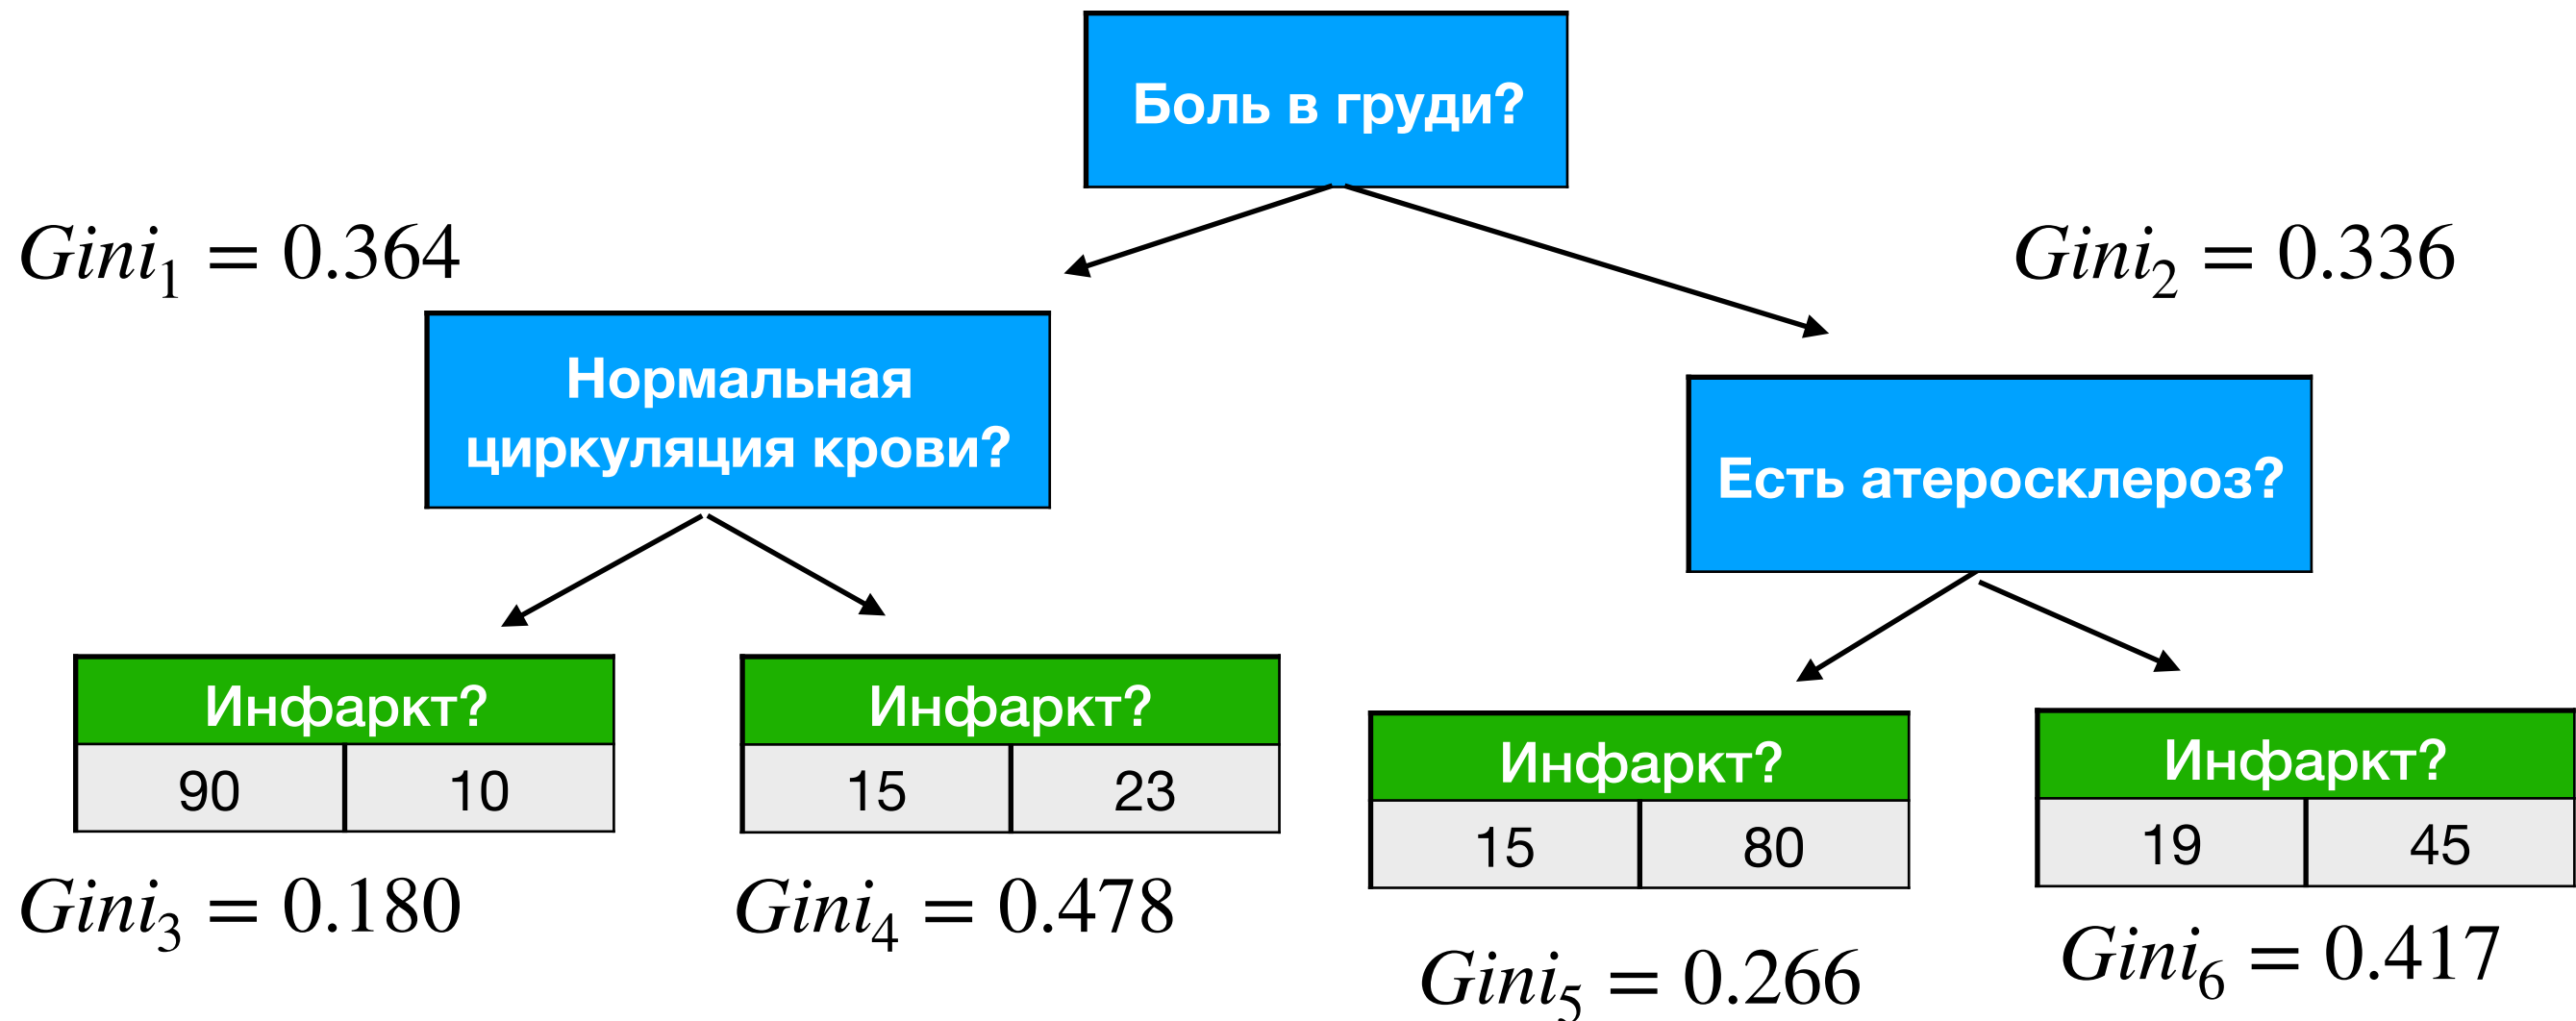 Боль в груди?
Gini₁ = 0.364
Gini₂ = 0.336
Нормальная
циркуляция крови?
Есть атеросклероз?
Инфаркт?
90 10
Gini₃ = 0.180
Инфаркт?
15 23
Gini₄ = 0.478
Инфаркт?
15 80
Gini₅ = 0.266
Инфаркт?
19 45
Gini₆ = 0.417